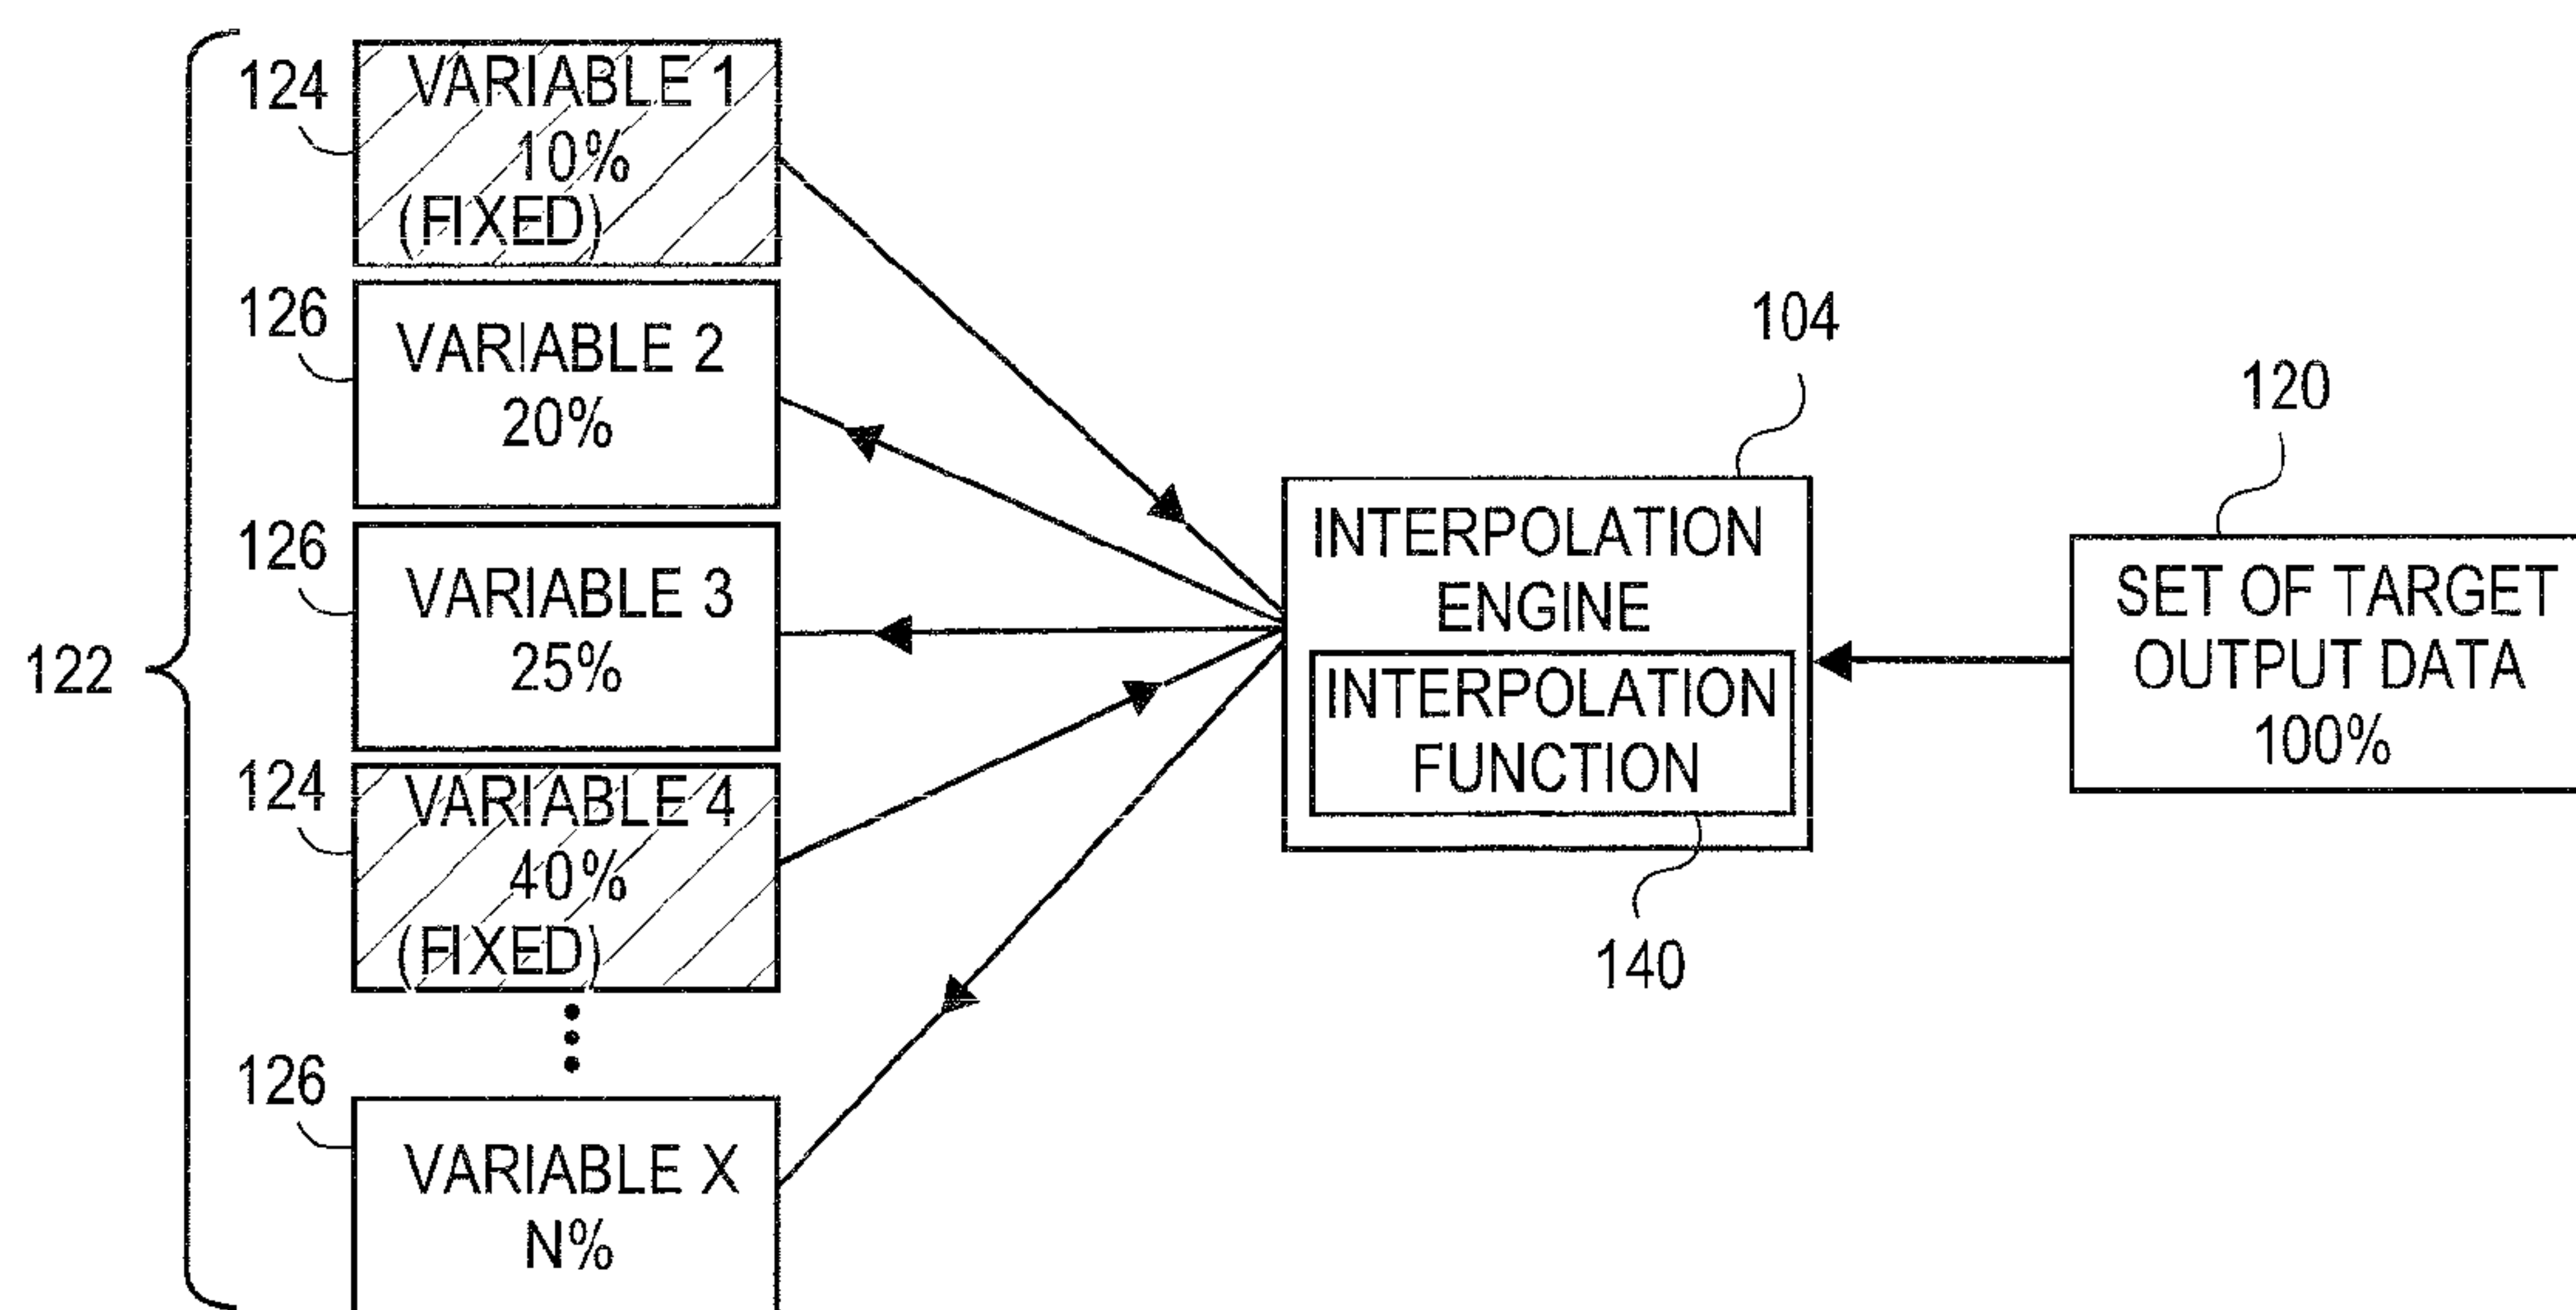 124
VARIABLE 1
10%
(FIXED)
126
VARIABLE 2
20%
126
VARIABLE 3
25%
122
124
VARIABLE 4
40%
(FIXED)
126
VARIABLE X
N%
104
INTERPOLATION
ENGINE
INTERPOLATION
FUNCTION
140
120
SET OF TARGET
OUTPUT DATA
100%